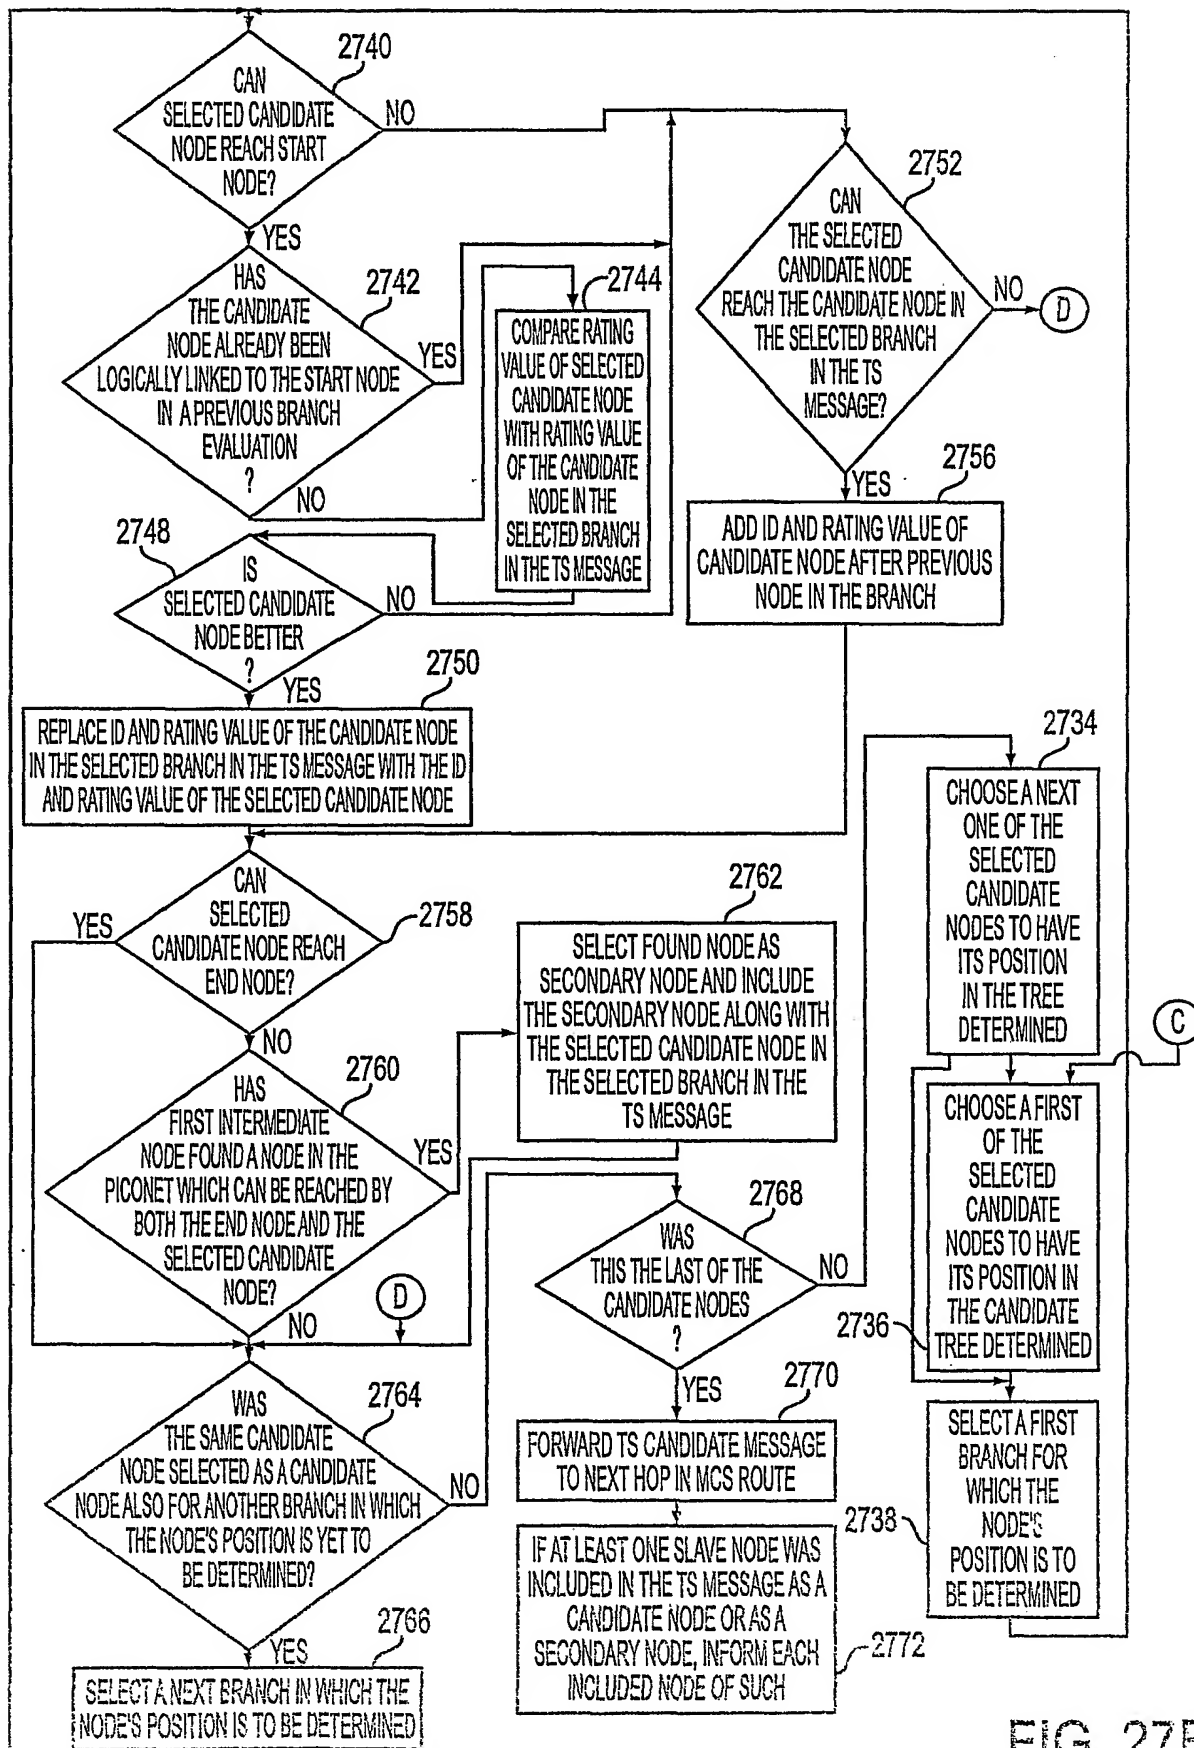 2740
CAN
SELECTED CANDIDATE
NODE REACH START
NODE?
NO
YES
2742
HAS
THE CANDIDATE
NODE ALREADY BEEN
LOGICALLY LINKED TO THE START NODE
IN A PREVIOUS BRANCH
EVALUATION
?
YES
NO
2744
COMPARE RATING
VALUE OF SELECTED
CANDIDATE NODE
WITH RATING VALUE
OF THE CANDIDATE
NODE IN THE
SELECTED BRANCH
IN THE TS MESSAGE
2752
CAN
THE SELECTED
CANDIDATE NODE
REACH THE CANDIDATE NODE IN
THE SELECTED BRANCH
IN THE TS
MESSAGE?
NO
D
YES
2756
ADD ID AND RATING VALUE OF
CANDIDATE NODE AFTER PREVIOUS
NODE IN THE BRANCH
2748
IS
SELECTED CANDIDATE
NODE BETTER
?
NO
YES
2750
REPLACE ID AND RATING VALUE OF THE CANDIDATE NODE
IN THE SELECTED BRANCH IN THE TS MESSAGE WITH THE ID
AND RATING VALUE OF THE SELECTED CANDIDATE NODE
2758
CAN
SELECTED
CANDIDATE NODE REACH
END NODE?
YES
NO
2760
HAS
FIRST INTERMEDIATE
NODE FOUND A NODE IN THE
PICONET WHICH CAN BE REACHED BY
BOTH THE END NODE AND THE
SELECTED CANDIDATE
NODE?
YES
NO
D
2762
SELECT FOUND NODE AS
SECONDARY NODE AND INCLUDE
THE SECONDARY NODE ALONG WITH
THE SELECTED CANDIDATE NODE IN
THE SELECTED BRANCH IN THE
TS MESSAGE
2764
WAS
THE SAME CANDIDATE
NODE SELECTED AS A CANDIDATE
NODE ALSO FOR ANOTHER BRANCH IN WHICH
THE NODE'S POSITION IS YET TO
BE DETERMINED?
NO
YES
2766
SELECT A NEXT BRANCH IN WHICH THE
NODE'S POSITION IS TO BE DETERMINED
2768
WAS
THIS THE LAST OF THE
CANDIDATE NODES
?
NO
YES
2770
FORWARD TS CANDIDATE MESSAGE
TO NEXT HOP IN MCS ROUTE
IF AT LEAST ONE SLAVE NODE WAS
INCLUDED IN THE TS MESSAGE AS A
CANDIDATE NODE OR AS A
SECONDARY NODE, INFORM EACH
INCLUDED NODE OF SUCH
2772
2734
CHOOSE A NEXT
ONE OF THE
SELECTED
CANDIDATE
NODES TO HAVE
ITS POSITION
IN THE TREE
DETERMINED
C
CHOOSE A FIRST
OF THE
SELECTED
CANDIDATE
NODES TO HAVE
ITS POSITION IN
THE CANDIDATE
TREE DETERMINED
2736
SELECT A FIRST
BRANCH FOR
WHICH THE
NODE'S
POSITION IS TO
BE DETERMINED
2738
FIG.